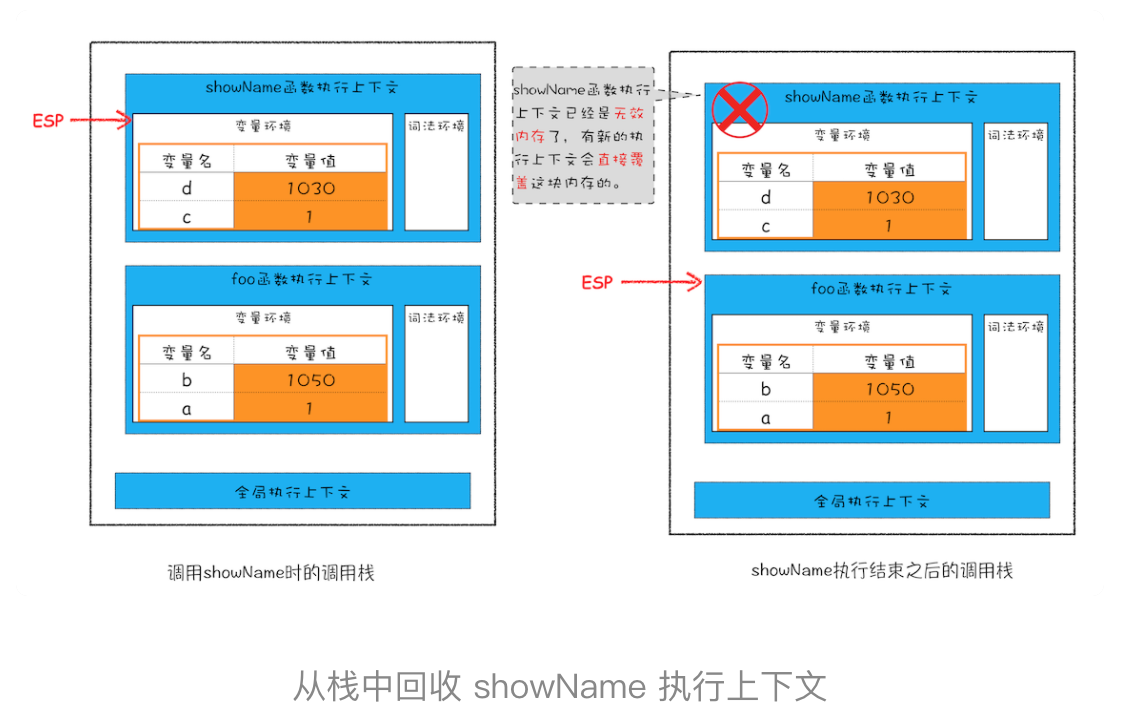 showName函数执行上下文
ESP
变量环境
词法环境
变量名 变量值
d 1030
c 1
foo函数执行上下文
变量环境
词法环境
变量名 变量值
b 1050
a 1
全局执行上下文
调用showName时的调用栈
showName函数执行
上下文已经是无效
内存了，有新的执
行上下文会直接覆
盖这块内存的。
showName函数执行上下文
变量环境
词法环境
变量名 变量值
d 1030
c 1
ESP
foo函数执行上下文
变量环境
词法环境
变量名 变量值
b 1050
a 1
全局执行上下文
showName执行结束之后的调用栈
从栈中回收 showName 执行上下文